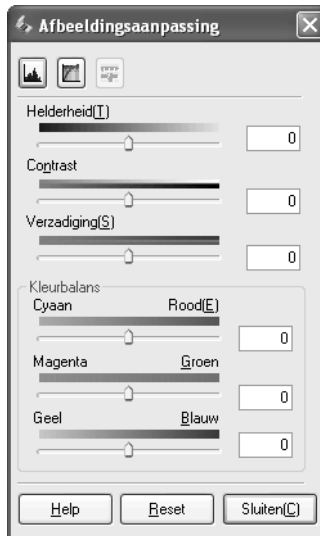 Afbeeldingsaanpassing
Helderheid(T)
0
Contrast
0
Verzadiging(S)
0
Kleurbalans
Cyaan Rood(E)
0
Magenta Groen
0
Geel Blauw
0
Help Reset Sluiten(C)